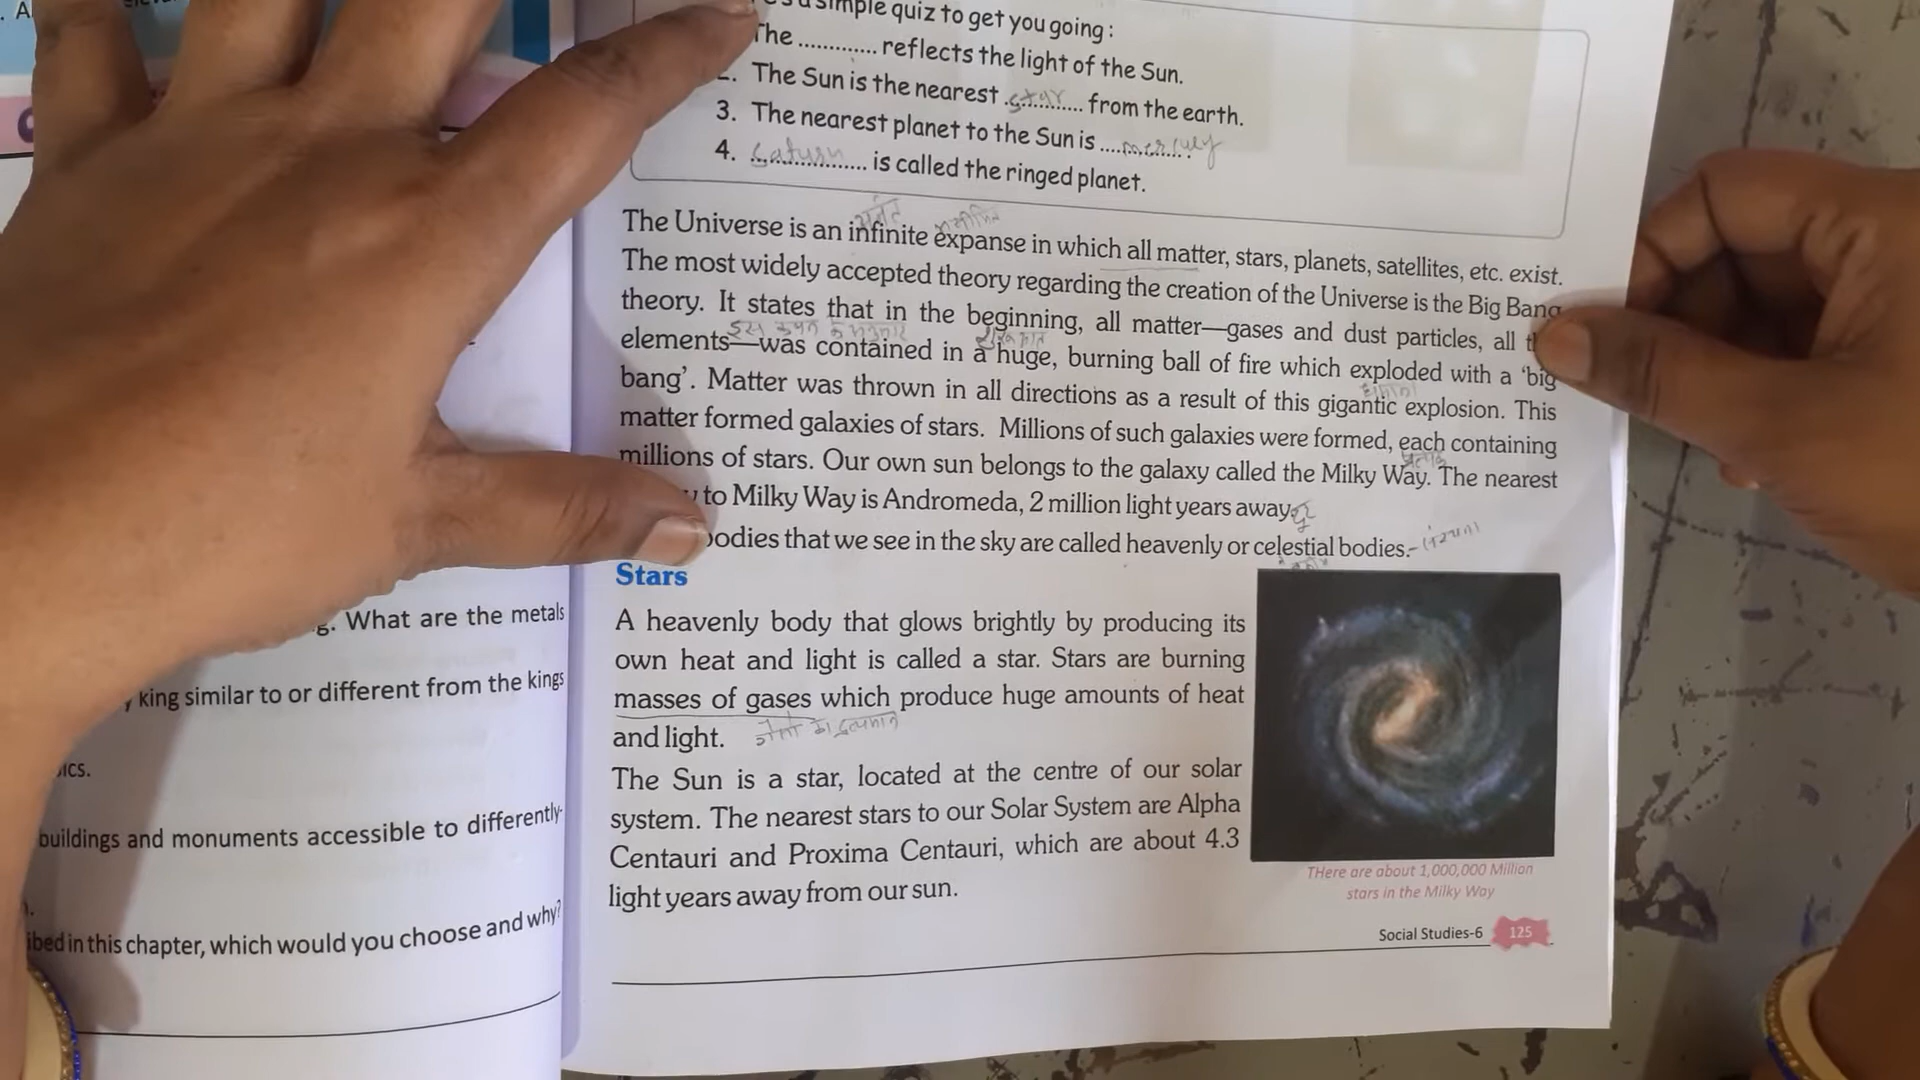 simple quiz to get you going :
The ............. reflects the light of the Sun.
The Sun is the nearest star from the earth.
3. The nearest planet to the Sun is
4. Saturn is called the ringed planet.
The Universe is an infinite expanse in which all matter, stars, planets, satellites, etc. exist.
The most widely accepted theory regarding the creation of the Universe is the Big Bang
theory. It states that in the beginning, all matter—gases and dust particles, all
elements—was contained in a huge, burning ball of fire which exploded with a ‘big
bang’. Matter was thrown in all directions as a result of this gigantic explosion. This
matter formed galaxies of stars. Millions of such galaxies were formed, each containing
millions of stars. Our own sun belongs to the galaxy called the Milky Way. The nearest
to Milky Way is Andromeda, 2 million light years away.
दूर
bodies that we see in the sky are called heavenly or celestial bodies.
Stars
A heavenly body that glows brightly by producing its
own heat and light is called a star. Stars are burning
masses of gases which produce huge amounts of heat
and light.
The Sun is a star, located at the centre of our solar
system. The nearest stars to our Solar System are Alpha
Centauri and Proxima Centauri, which are about 4.3
light years away from our sun.
THere are about 1,000,000 Million
stars in the Milky Way
Social Studies-6 125
g. What are the metals
king similar to or different from the kings
buildings and monuments accessible to differently-
in this chapter, which would you choose and why?